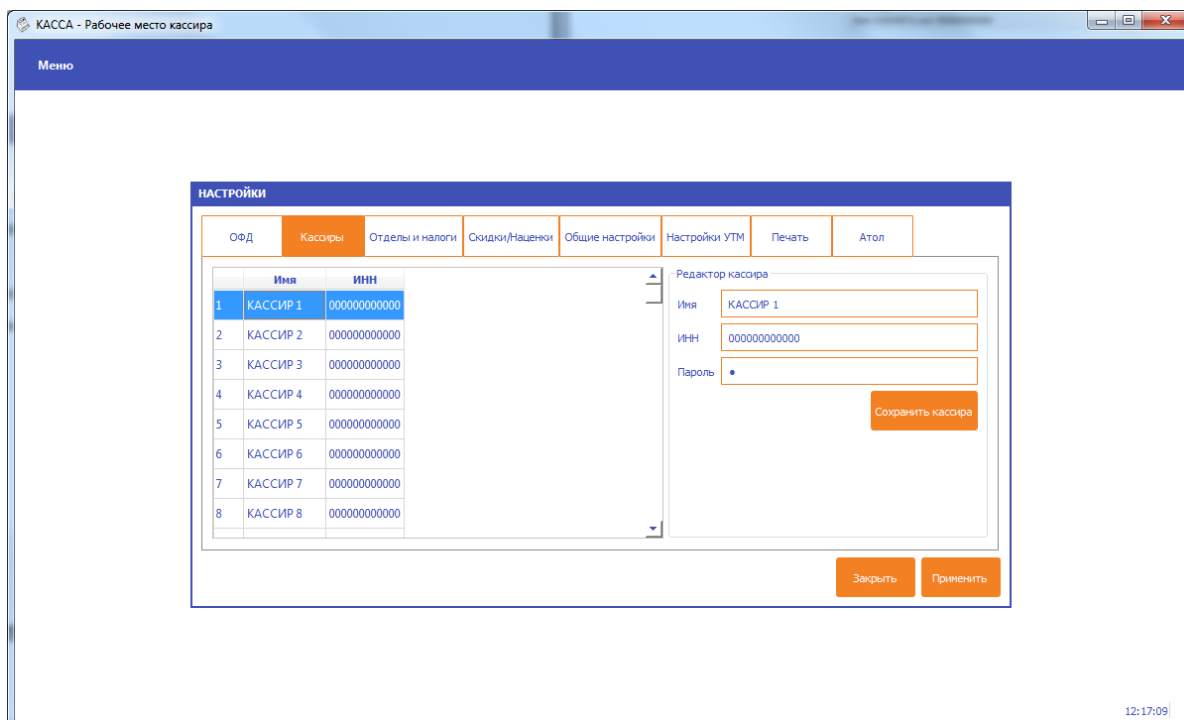 КАССА - Рабочее место кассира
Меню
НАСТРОЙКИ
ОФД Кассиры Отделы и налоги Скидки/Наценки Общие настройки Настройки УТМ Печать Атол
Имя ИНН
1 КАССИР 1 000000000000
2 КАССИР 2 000000000000
3 КАССИР 3 000000000000
4 КАССИР 4 000000000000
5 КАССИР 5 000000000000
6 КАССИР 6 000000000000
7 КАССИР 7 000000000000
8 КАССИР 8 000000000000
Редактор кассира
Имя КАССИР 1
ИНН 000000000000
Пароль •
Сохранить кассира
Закрыть Применить
12:17:09